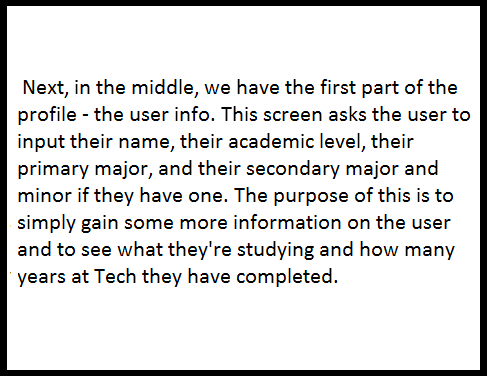 Next, in the middle, we have the first part of the
profile - the user info. This screen asks the user to
input their name, their academic level, their
primary major, and their secondary major and
minor if they have one. The purpose of this is to
simply gain some more information on the user
and to see what they're studying and how many
years at Tech they have completed.